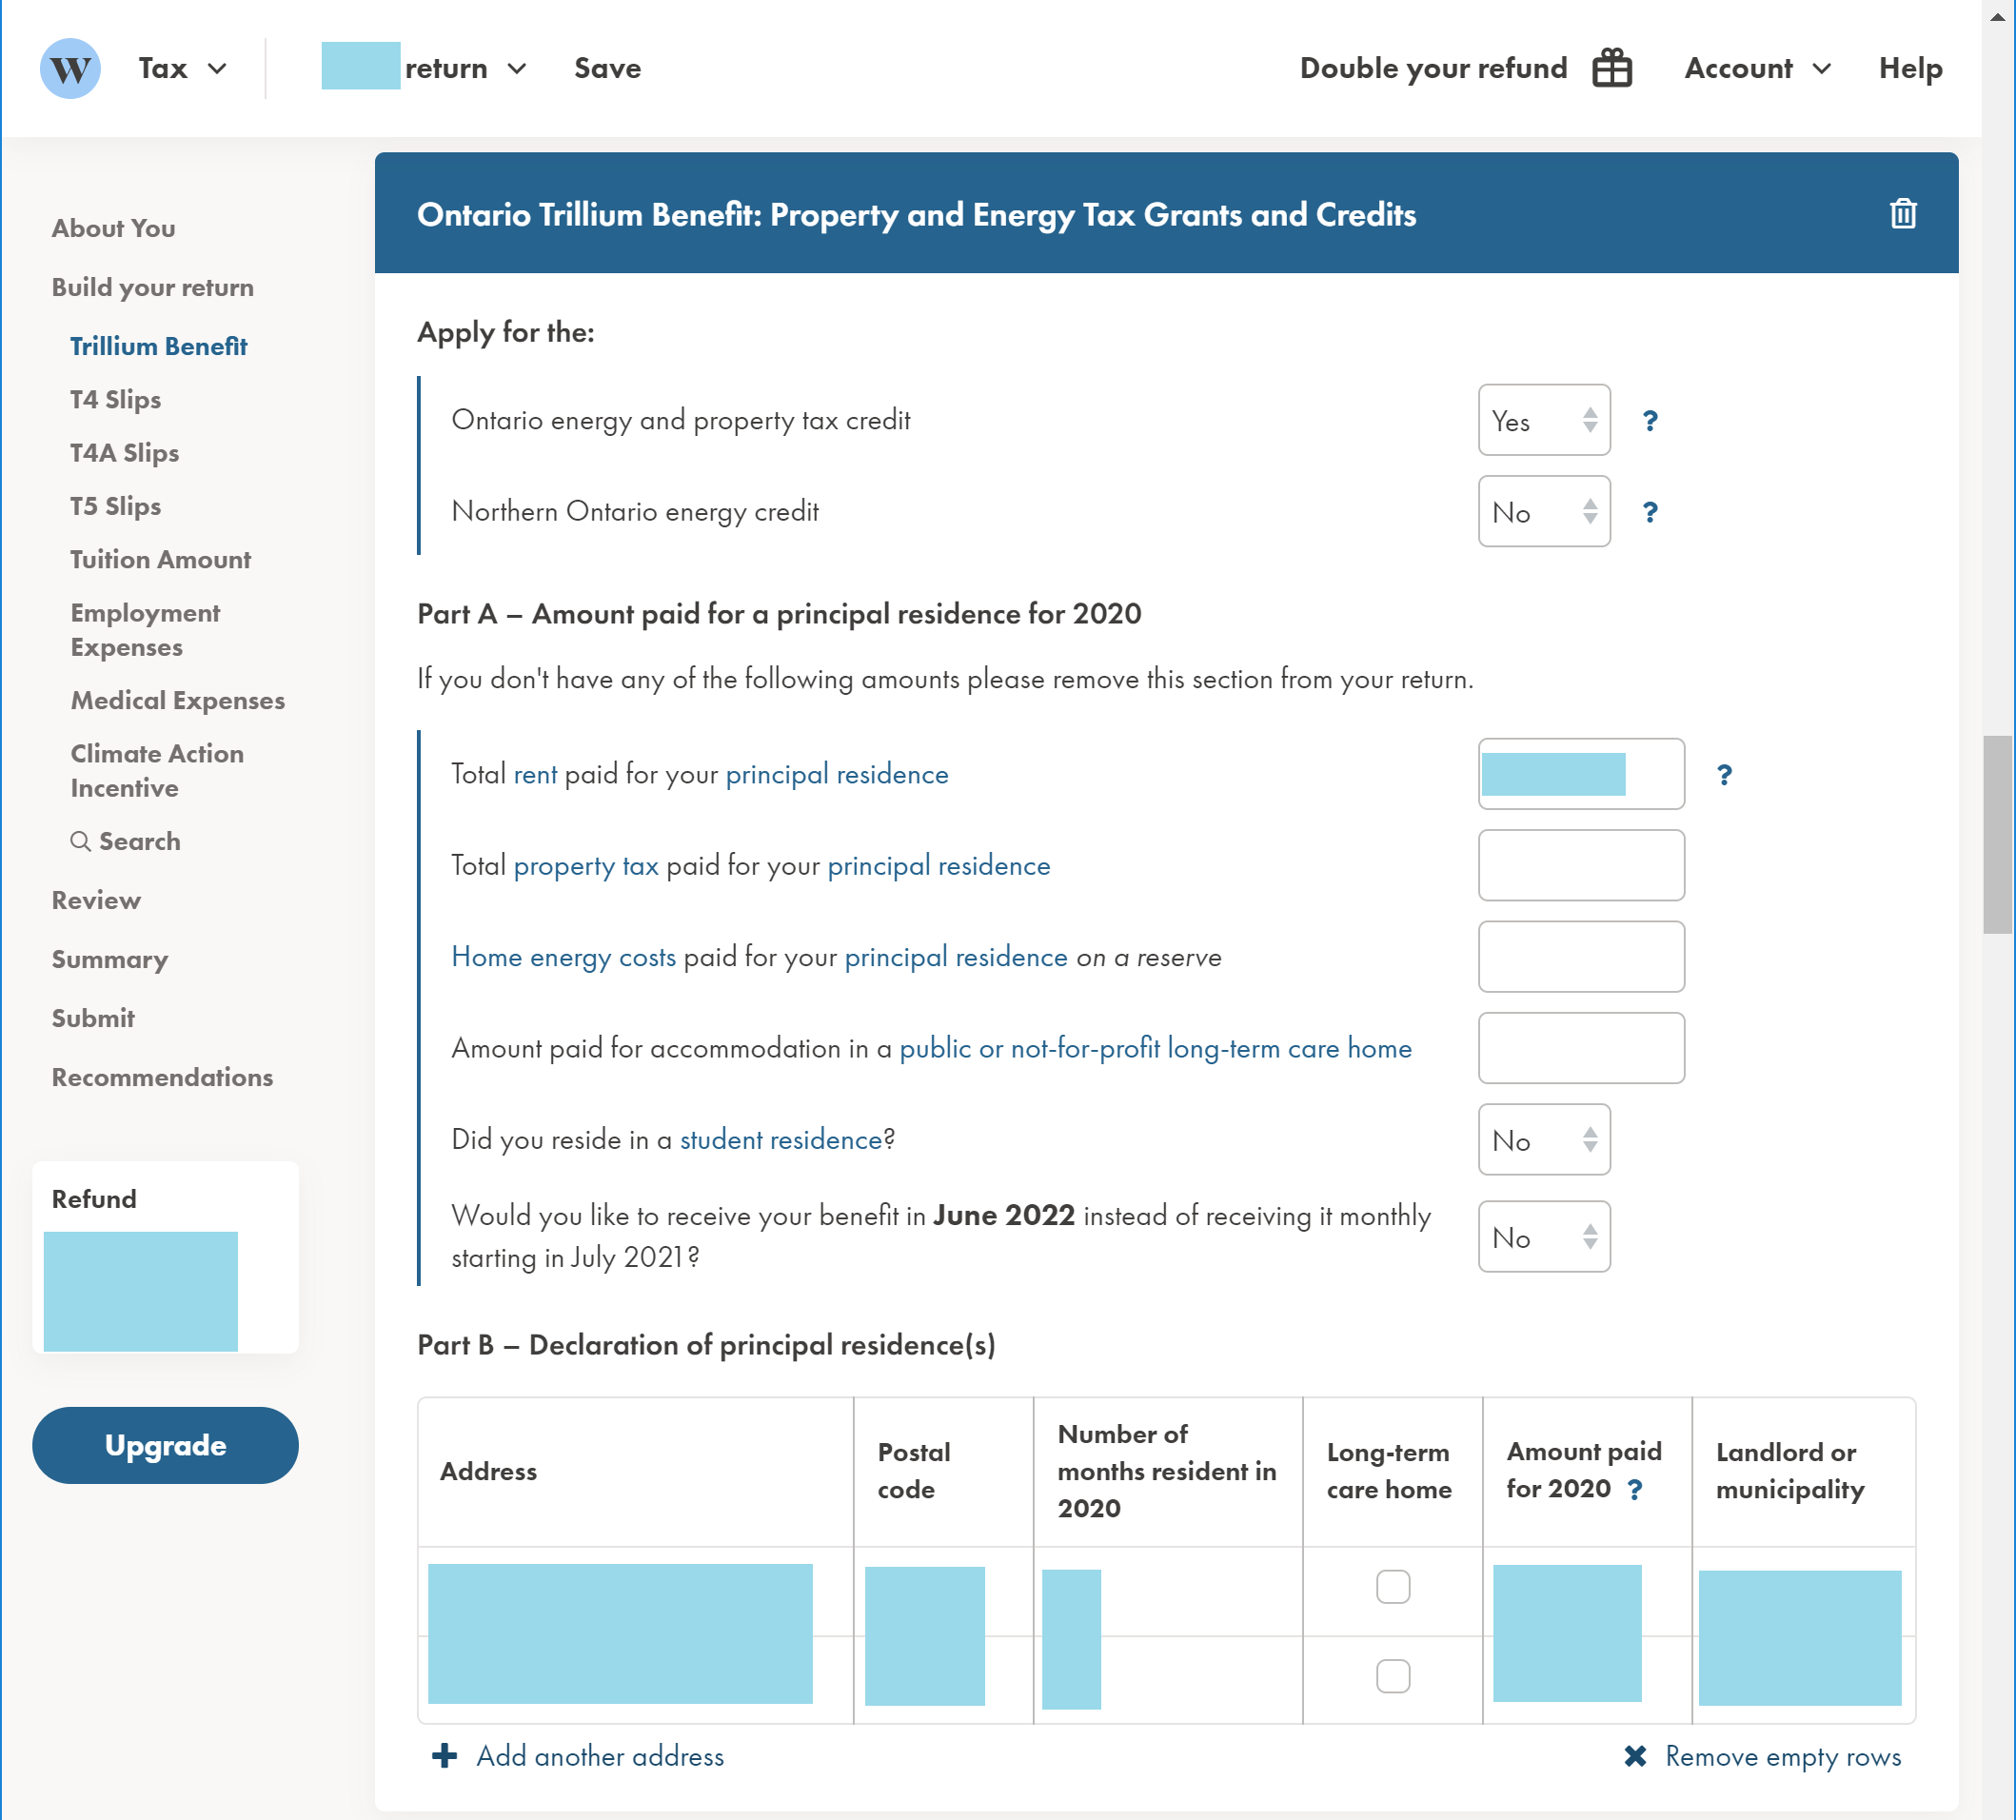 W Tax return Save Double your refund Account Help
About You
Build your return
Trillium Benefit
T4 Slips
T4A Slips
T5 Slips
Tuition Amount
Employment
Expenses
Medical Expenses
Climate Action
Incentive
Search
Review
Summary
Submit
Recommendations
Refund
Upgrade
Ontario Trillium Benefit: Property and Energy Tax Grants and Credits
Apply for the:
Ontario energy and property tax credit Yes ?
Northern Ontario energy credit No ?
Part A – Amount paid for a principal residence for 2020
If you don't have any of the following amounts please remove this section from your return.
Total rent paid for your principal residence ?
Total property tax paid for your principal residence
Home energy costs paid for your principal residence on a reserve
Amount paid for accommodation in a public or not-for-profit long-term care home
Did you reside in a student residence? No
Would you like to receive your benefit in June 2022 instead of receiving it monthly
starting in July 2021? No
Part B – Declaration of principal residence(s)
Address
Postal
code
Number of
months resident in
2020
Long-term
care home
Amount paid
for 2020 ?
Landlord or
municipality
Add another address
Remove empty rows